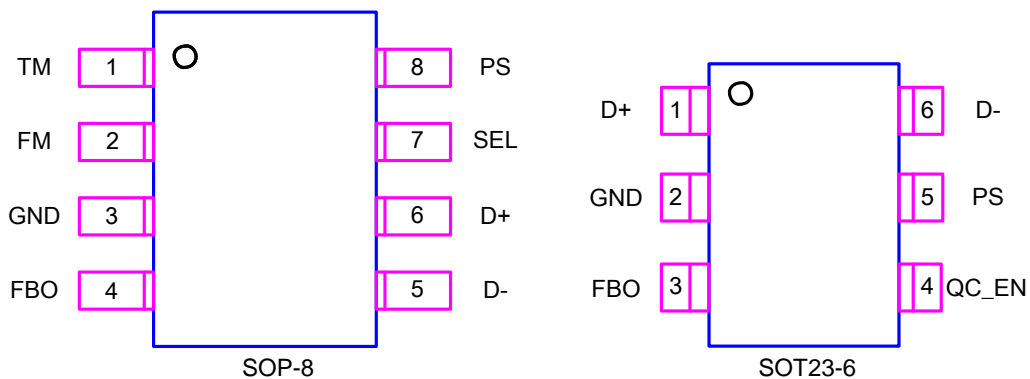 TM 1 8 PS
FM 2 7 SEL
GND 3 6 D+
FBO 4 5 D-
SOP-8
D+ 1 6 D-
GND 2 5 PS
FBO 3 4 QC_EN
SOT23-6